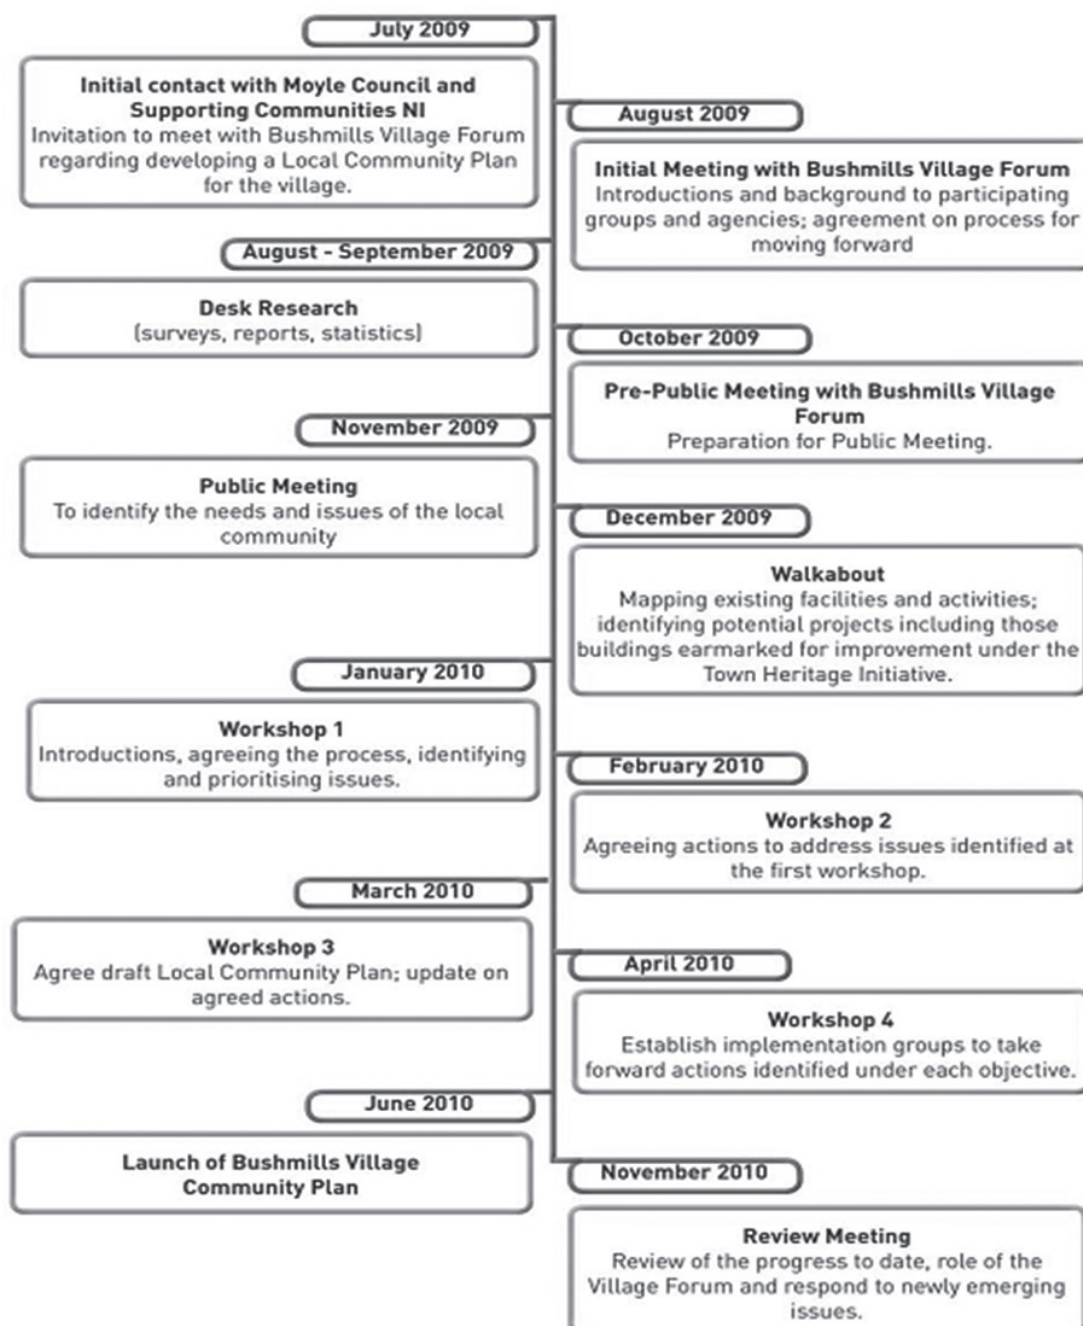 July 2009
Initial contact with Moyle Council and
Supporting Communities NI
Invitation to meet with Bushmills Village Forum
regarding developing a Local Community Plan
for the village.
August 2009
Initial Meeting with Bushmills Village Forum
Introductions and background to participating
groups and agencies; agreement on process for
moving forward
August - September 2009
Desk Research
(surveys, reports, statistics)
October 2009
Pre-Public Meeting with Bushmills Village
Forum
Preparation for Public Meeting.
November 2009
Public Meeting
To identify the needs and issues of the local
community
December 2009
Walkabout
Mapping existing facilities and activities;
identifying potential projects including those
buildings earmarked for improvement under the
Town Heritage Initiative.
January 2010
Workshop 1
Introductions, agreeing the process, identifying
and prioritising issues.
February 2010
Workshop 2
Agreeing actions to address issues identified at
the first workshop.
March 2010
Workshop 3
Agree draft Local Community Plan; update on
agreed actions.
April 2010
Workshop 4
Establish implementation groups to take
forward actions identified under each objective.
June 2010
Launch of Bushmills Village
Community Plan
November 2010
Review Meeting
Review of the progress to date, role of the
Village Forum and respond to newly emerging
issues.